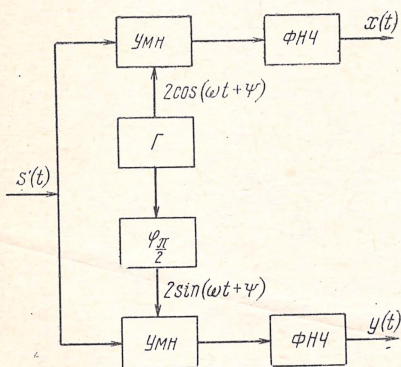 УМН
ФНЧ
x(t)
2cos(ωt+Ψ)
Г
s(t)
φπ/2
2sin(ωt+Ψ)
УМН
ФНЧ
y(t)